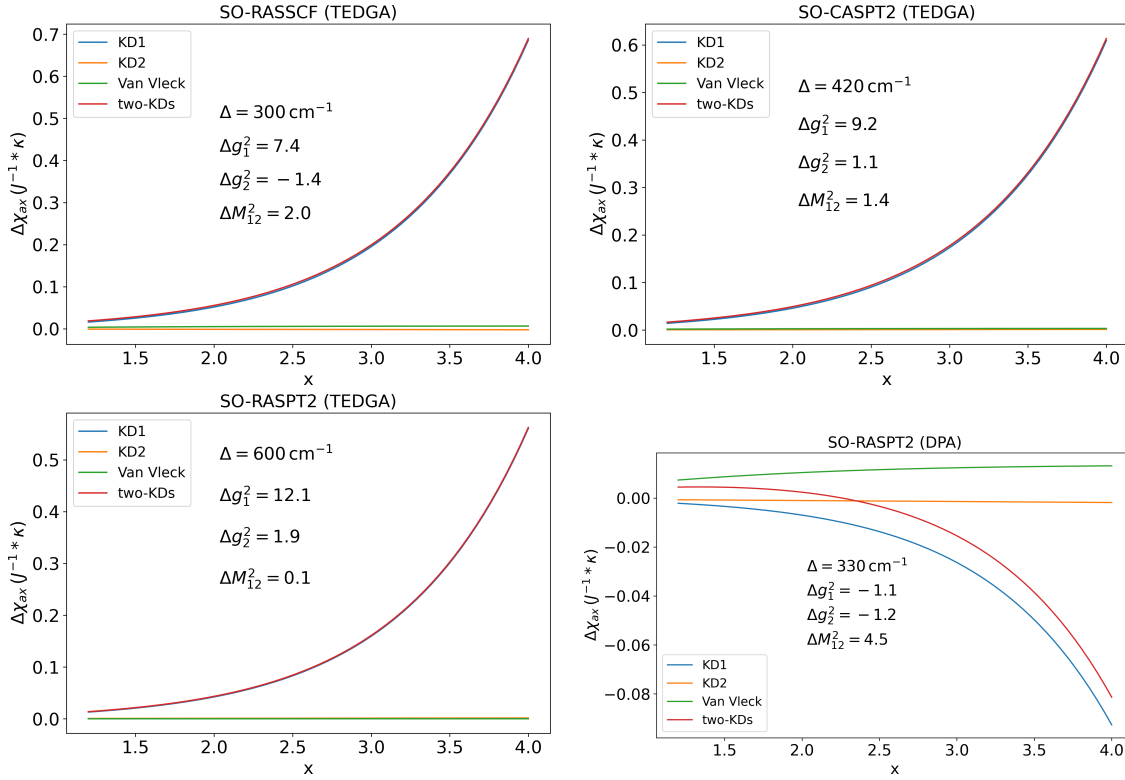 SO-RASSCF (TEDGA)
KD1
KD2
Van Vleck
two-KDs
Δ = 300 cm⁻¹
Δg₁² = 7.4
Δg₂² = −1.4
ΔM₁₂² = 2.0
Δχₐₓ (J⁻¹ * κ)
0.7
0.6
0.5
0.4
0.3
0.2
0.1
0.0
1.5 2.0 2.5 3.0 3.5 4.0
x
SO-CASPT2 (TEDGA)
KD1
KD2
Van Vleck
two-KDs
Δ = 420 cm⁻¹
Δg₁² = 9.2
Δg₂² = 1.1
ΔM₁₂² = 1.4
Δχₐₓ (J⁻¹ * κ)
0.6
0.5
0.4
0.3
0.2
0.1
0.0
1.5 2.0 2.5 3.0 3.5 4.0
x
SO-RASPT2 (TEDGA)
KD1
KD2
Van Vleck
two-KDs
Δ = 600 cm⁻¹
Δg₁² = 12.1
Δg₂² = 1.9
ΔM₁₂² = 0.1
Δχₐₓ (J⁻¹ * κ)
0.5
0.4
0.3
0.2
0.1
0.0
1.5 2.0 2.5 3.0 3.5 4.0
x
SO-RASPT2 (DPA)
Δ = 330 cm⁻¹
Δg₁² = −1.1
Δg₂² = −1.2
ΔM₁₂² = 4.5
KD1
KD2
Van Vleck
two-KDs
Δχₐₓ (J⁻¹ * κ)
0.00
−0.02
−0.04
−0.06
−0.08
1.5 2.0 2.5 3.0 3.5 4.0
x